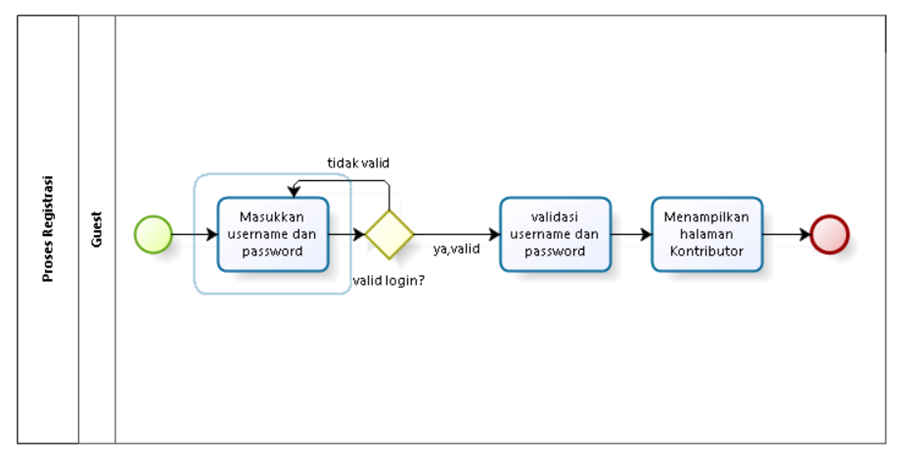 Proses Registrasi
Guest
tidak valid
Masukkan
username dan
password
valid login?
ya,valid
validasi
username dan
password
Menampilkan
halaman
Kontributor